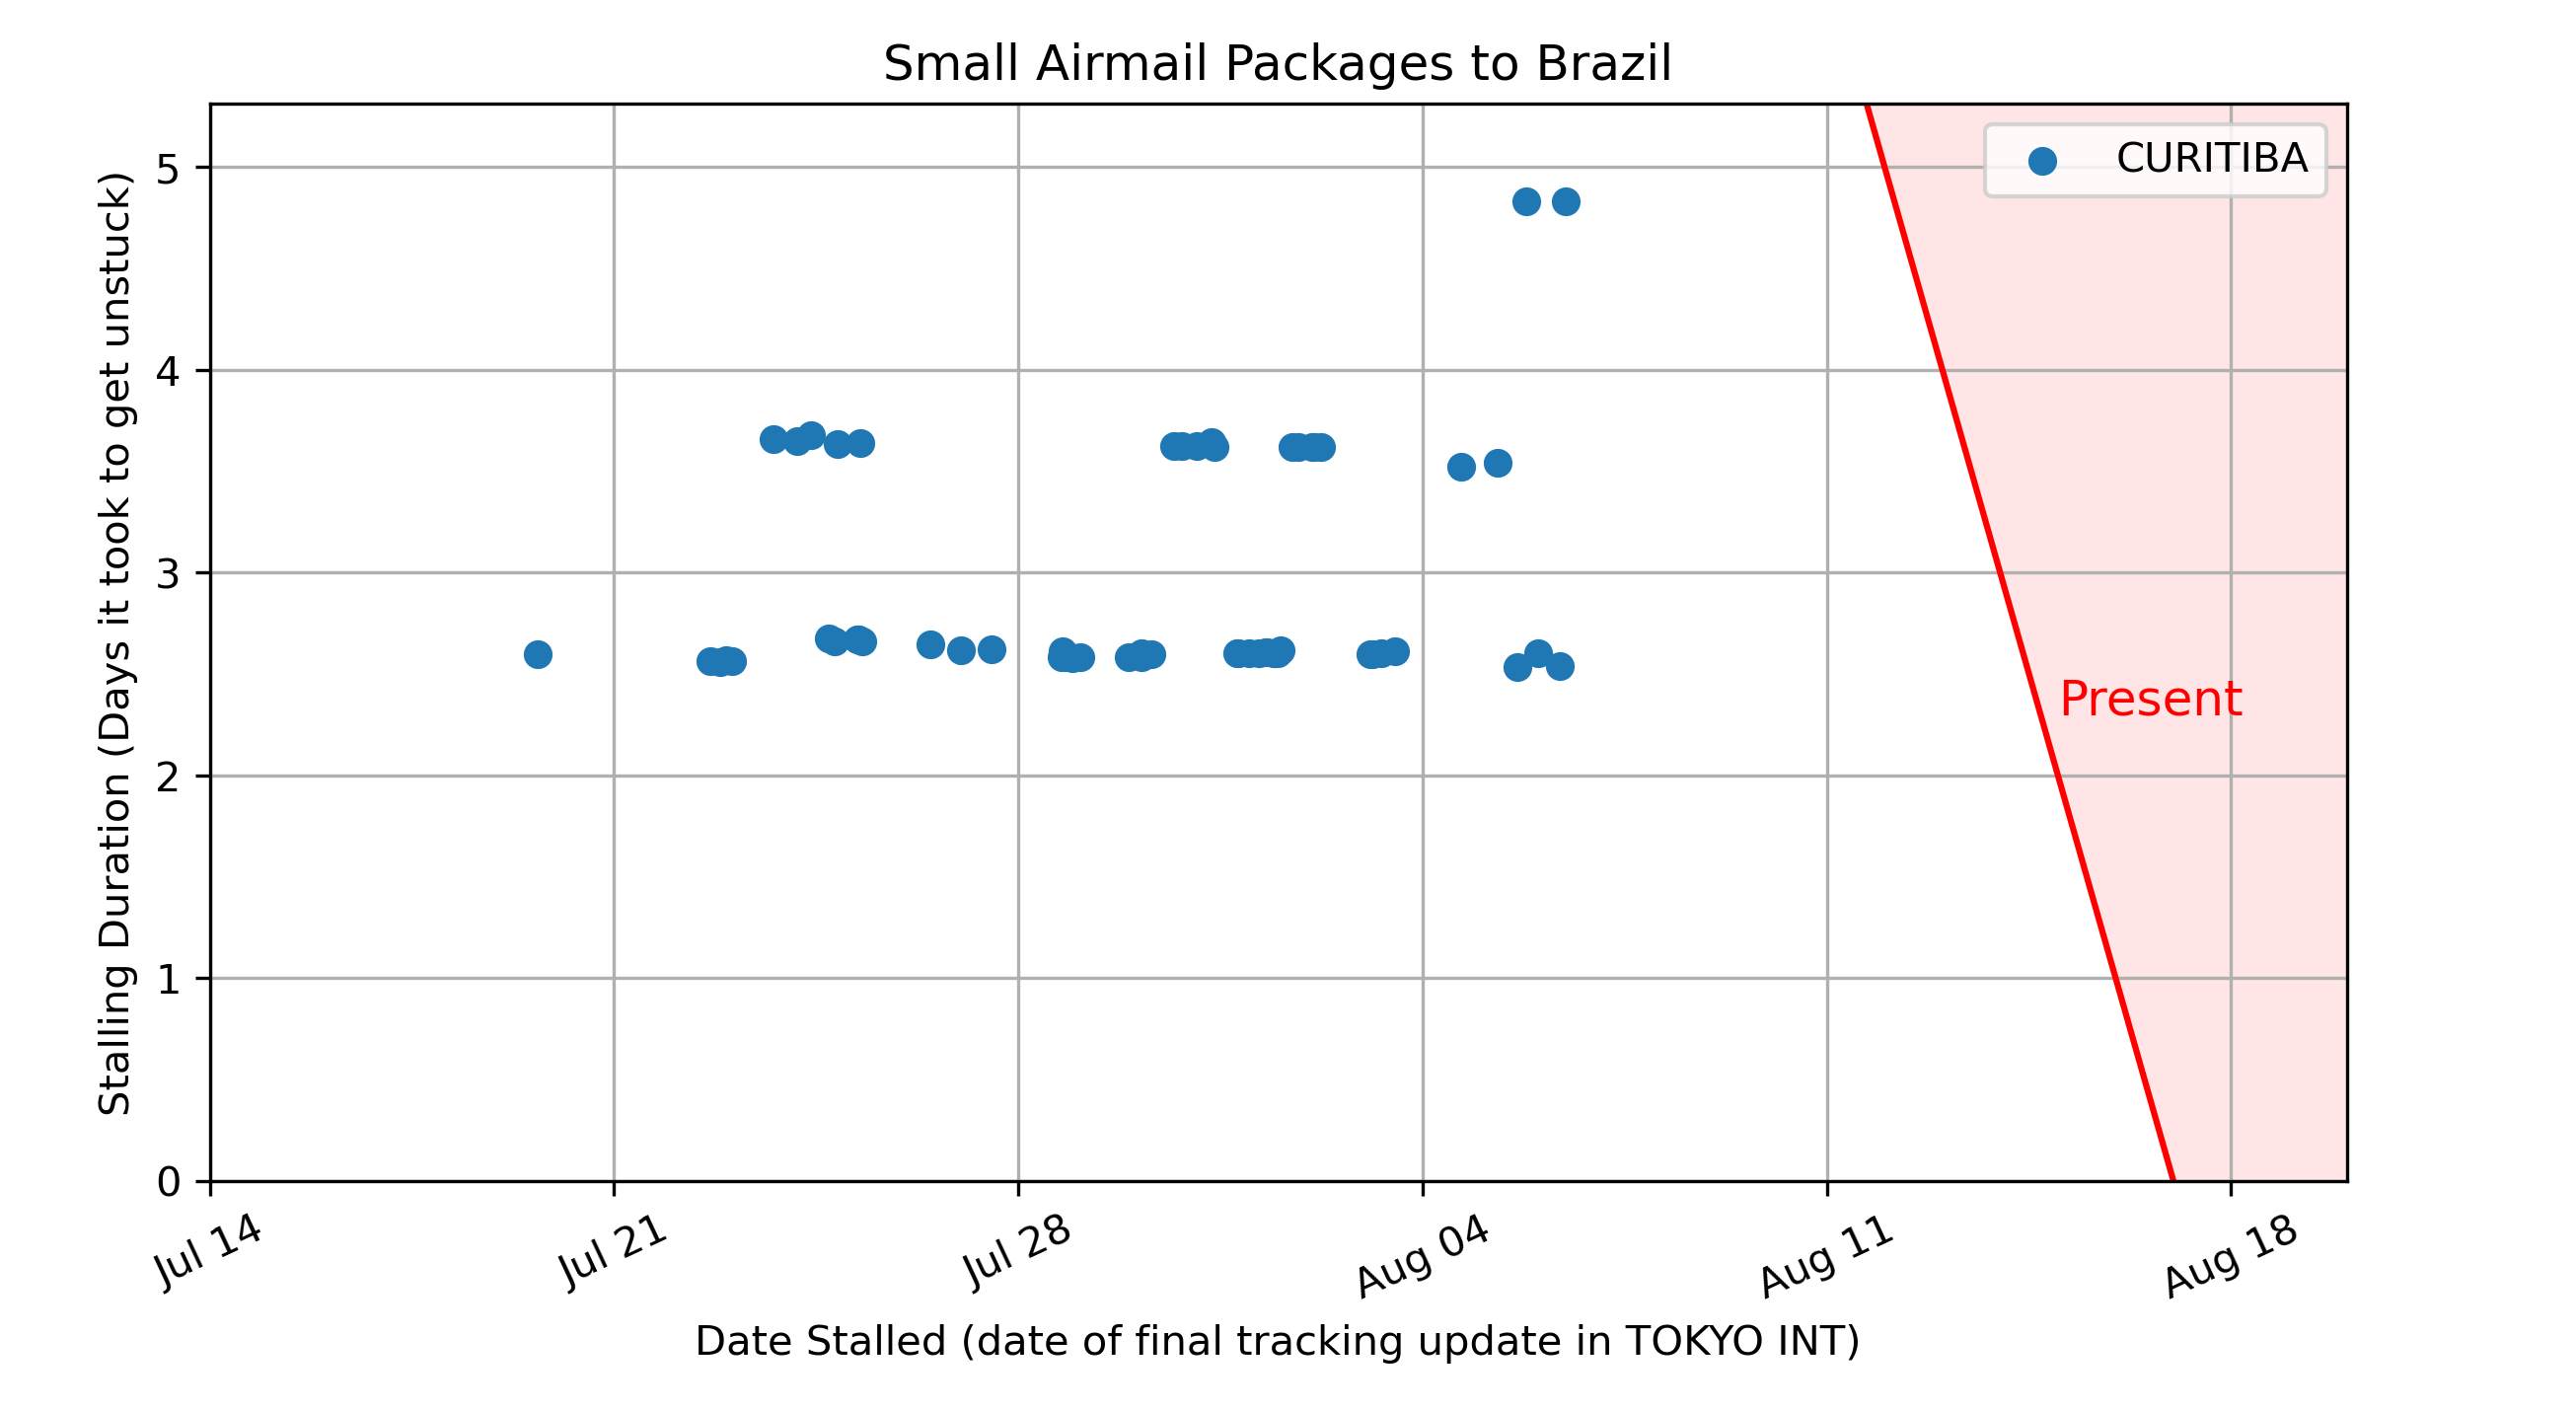 Small Airmail Packages to Brazil
CURITIBA
Stalling Duration (Days it took to get unstuck)
5
4
3
2
1
0
Present
Jul 14
Jul 21
Jul 28
Aug 04
Aug 11
Aug 18
Date Stalled (date of final tracking update in TOKYO INT)